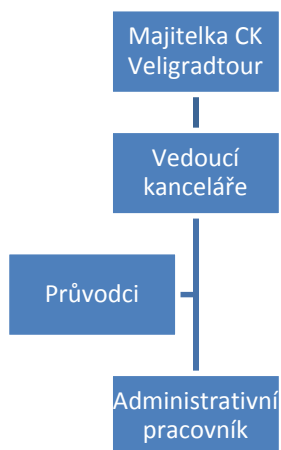 Majitelka CK
Veligradtour
Vedoucí
kanceláře
Průvodci
Administrativní
pracovník